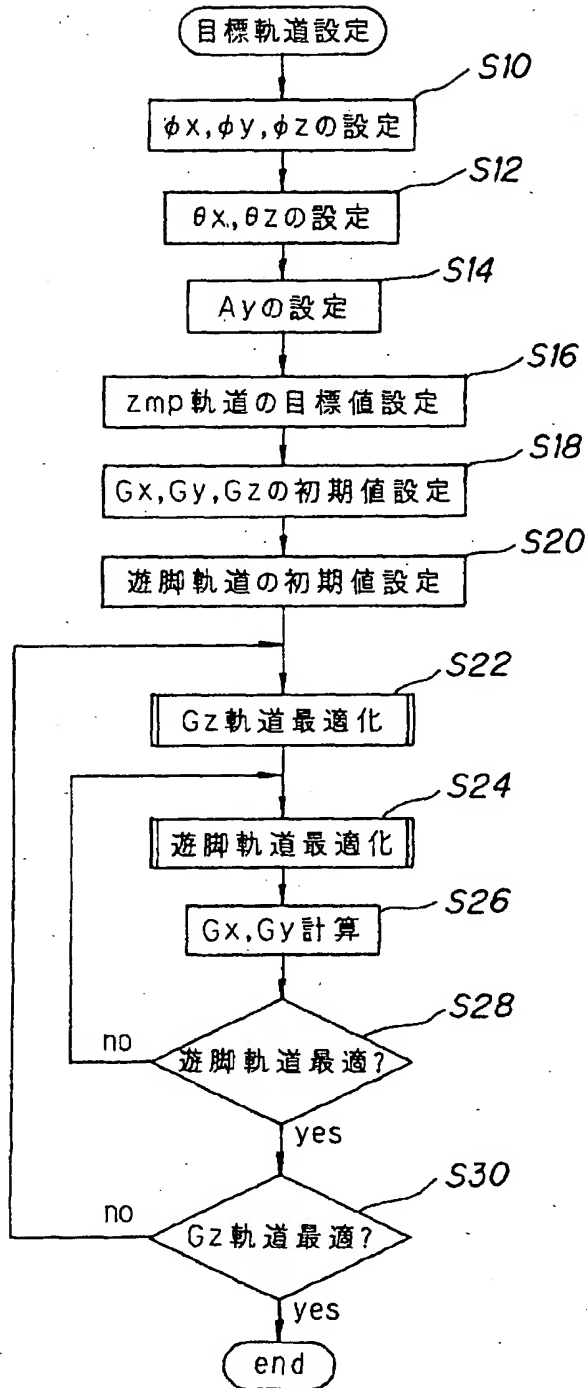 目標軌道設定
S10
φx,φy,φzの設定
S12
θx,θzの設定
S14
Ayの設定
S16
zmp軌道の目標値設定
S18
Gx,Gy,Gzの初期値設定
S20
遊脚軌道の初期値設定
S22
Gz軌道最適化
S24
遊脚軌道最適化
S26
Gx,Gy計算
S28
no
遊脚軌道最適?
yes
S30
no
Gz軌道最適?
yes
end